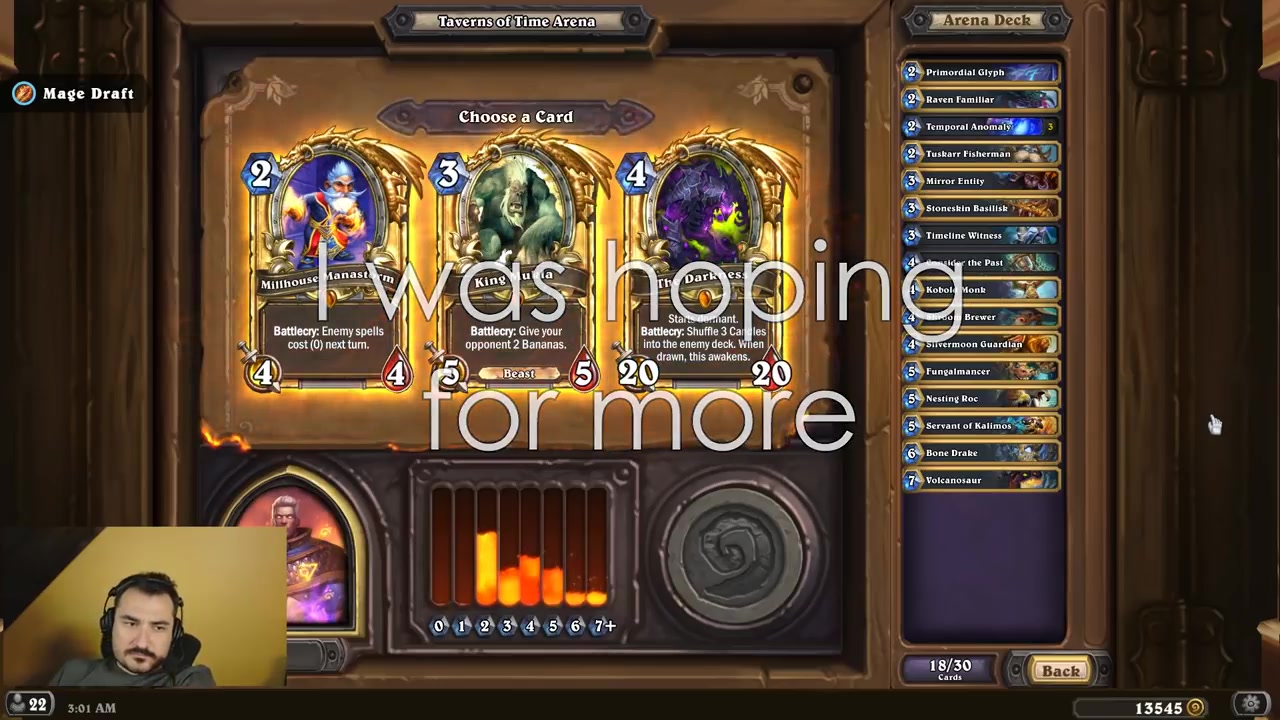 Taverns of Time Arena
Arena Deck
Mage Draft
Choose a Card
2
Millhouse Manastorm
Battlecry: Enemy spells
cost (0) next turn.
4
4
3
King Mukla
Battlecry: Give your
opponent 2 Bananas.
Beast
5
5
4
The Darkness
Starts dormant.
Battlecry: Shuffle 3 Candles
into the enemy deck. When
drawn, this awakens.
20
20
I was hoping
for more
2 Primordial Glyph
2 Raven Familiar
2 Temporal Anomaly 3
2 Tuskarr Fisherman
3 Mirror Entity
3 Stoneskin Basilisk
3 Timeline Witness
4 Consider the Past
4 Kobold Monk
4 Shroom Brewer
4 Silvermoon Guardian
5 Fungalmancer
5 Nesting Roc
5 Servant of Kalimos
6 Bone Drake
7 Volcanosaur
0 1 2 3 4 5 6 7+
18/30
Cards
Back
22
3:01 AM
13545